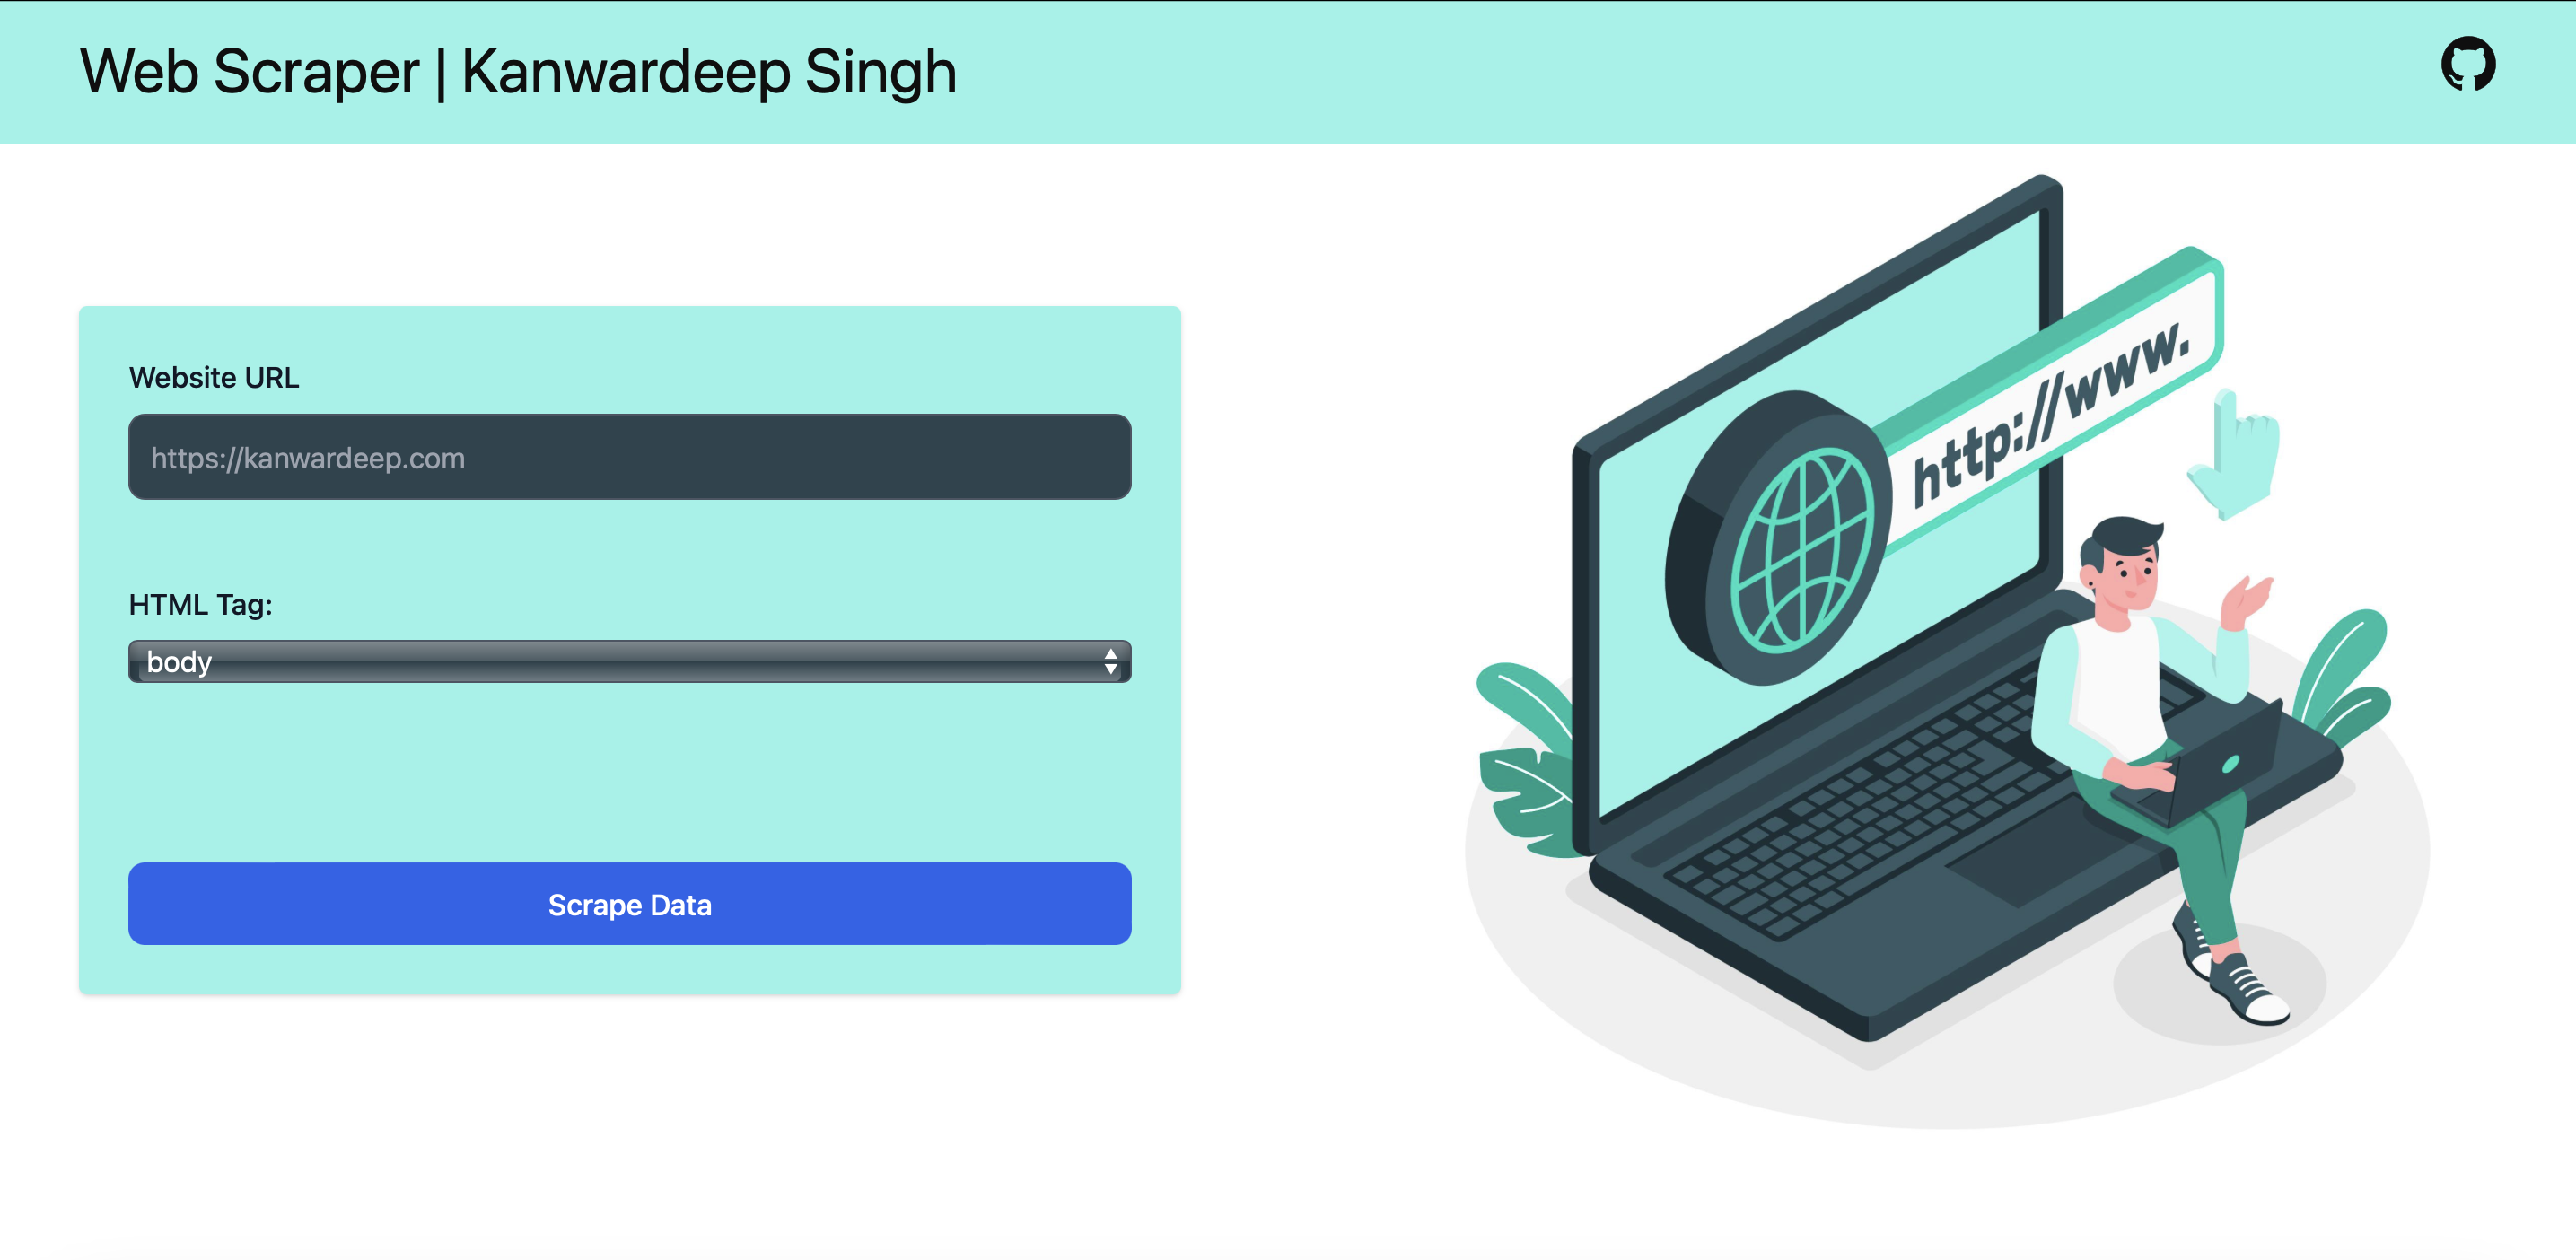 Web Scraper | Kanwardeep Singh
Website URL
https://kanwardeep.com
HTML Tag:
body
Scrape Data
http://www.